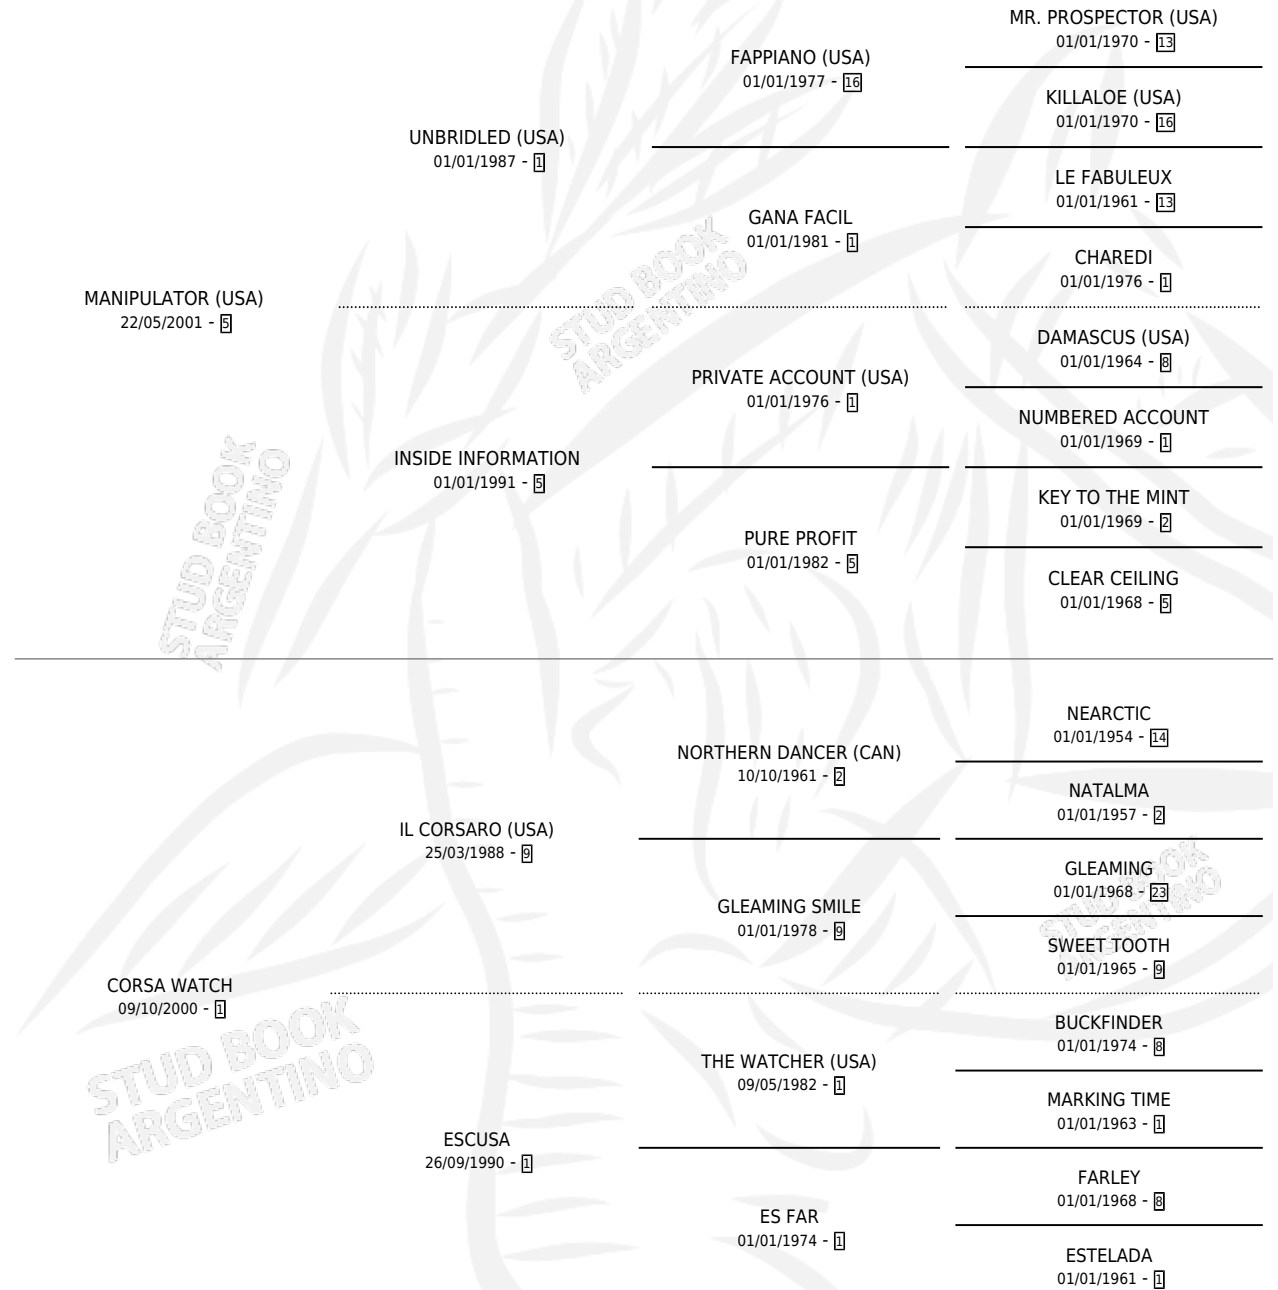 MR. PROSPECTOR (USA)
01/01/1970 - 13
FAPPIANO (USA)
01/01/1977 - 16
KILLALOE (USA)
01/01/1970 - 16
UNBRIDLED (USA)
01/01/1987 - 1
LE FABULEUX
01/01/1961 - 13
GANA FACIL
01/01/1981 - 1
CHAREDI
01/01/1976 - 1
MANIPULATOR (USA)
22/05/2001 - 5
DAMASCUS (USA)
01/01/1964 - 8
PRIVATE ACCOUNT (USA)
01/01/1976 - 1
NUMBERED ACCOUNT
01/01/1969 - 1
INSIDE INFORMATION
01/01/1991 - 5
KEY TO THE MINT
01/01/1969 - 2
PURE PROFIT
01/01/1982 - 5
CLEAR CEILING
01/01/1968 - 5
NEARCTIC
01/01/1954 - 14
NORTHERN DANCER (CAN)
10/10/1961 - 2
NATALMA
01/01/1957 - 2
IL CORSARO (USA)
25/03/1988 - 9
GLEAMING
01/01/1968 - 23
GLEAMING SMILE
01/01/1978 - 9
SWEET TOOTH
01/01/1965 - 9
CORSA WATCH
09/10/2000 - 1
BUCKFINDER
01/01/1974 - 8
THE WATCHER (USA)
09/05/1982 - 1
MARKING TIME
01/01/1963 - 1
ESCUSA
26/09/1990 - 1
FARLEY
01/01/1968 - 8
ES FAR
01/01/1974 - 1
ESTELADA
01/01/1961 - 1
STUD BOOK
ARGENTINO
STUD BOOK
ARGENTINO
STUD BOOK
ARGENTINO
STUD BOOK
ARGENTINO